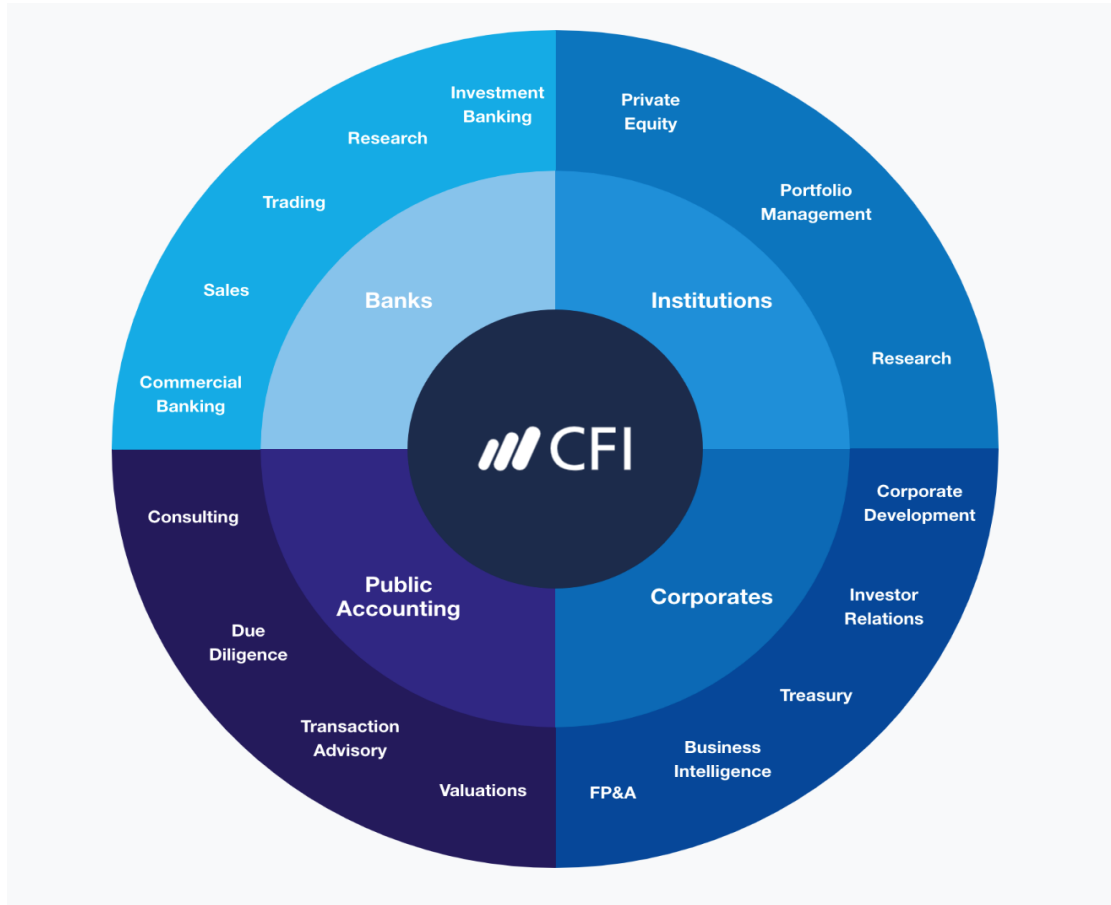 Investment
Banking
Research
Trading
Sales
Commercial
Banking
Banks
Private
Equity
Portfolio
Management
Research
Institutions
CFI
Public
Accounting
Consulting
Due
Diligence
Transaction
Advisory
Valuations
Corporates
Corporate
Development
Investor
Relations
Treasury
Business
Intelligence
FP&A